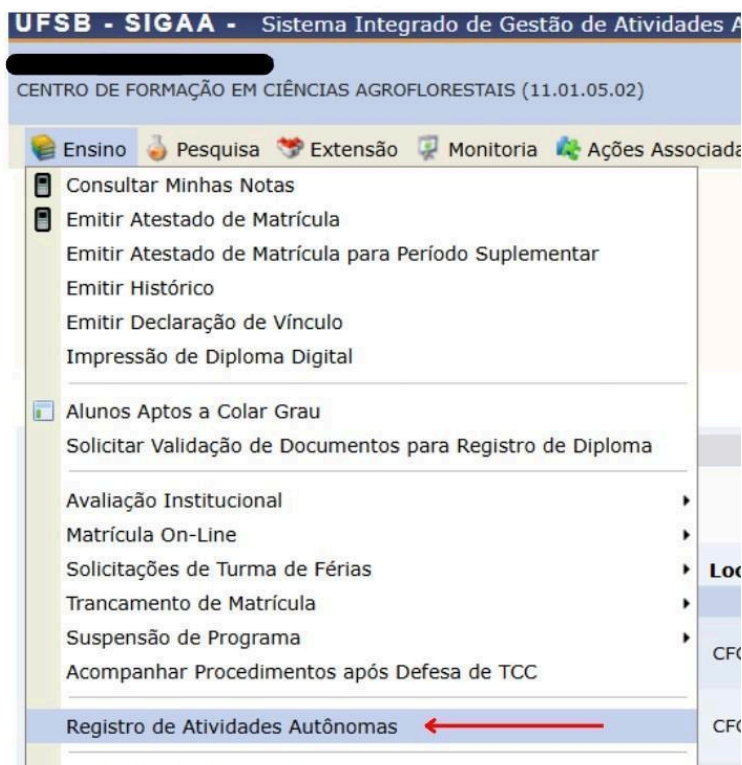 UFSB - SIGAA - Sistema Integrado de Gestão de Atividades A
CENTRO DE FORMAÇÃO EM CIÊNCIAS AGROFLORESTAIS (11.01.05.02)
Ensino Pesquisa Extensão Monitoria Ações Associada
Consultar Minhas Notas
Emitir Atestado de Matrícula
Emitir Atestado de Matrícula para Período Suplementar
Emitir Histórico
Emitir Declaração de Vínculo
Impressão de Diploma Digital
Alunos Aptos a Colar Grau
Solicitar Validação de Documentos para Registro de Diploma
Avaliação Institucional
Matrícula On-Line
Solicitações de Turma de Férias
Loc
Trancamento de Matrícula
Suspensão de Programa
CFC
Acompanhar Procedimentos após Defesa de TCC
Registro de Atividades Autônomas
CFC